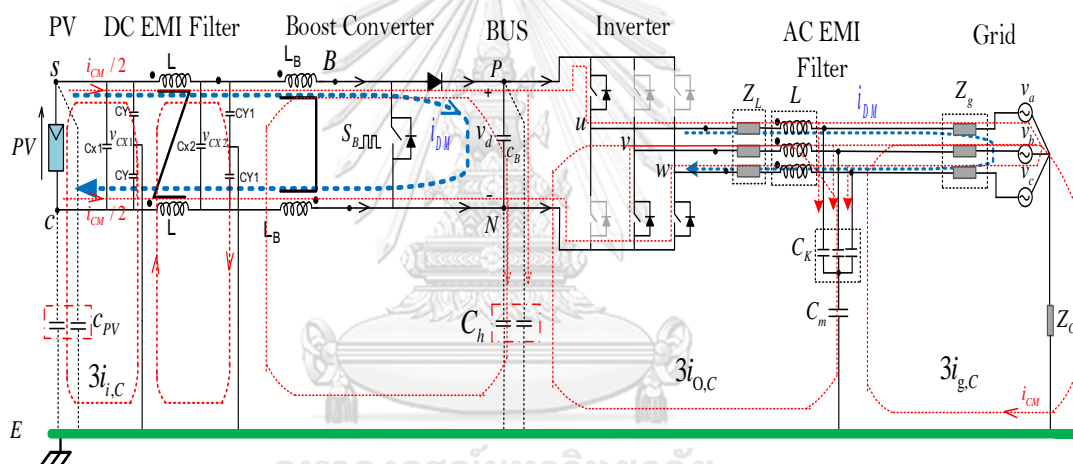 PV
DC EMI Filter
Boost Converter
BUS
Inverter
AC EMI
Filter
Grid
s
i_CM / 2
L
L_B
B
P
+
CY
CY1
v_CX1
v_CX2
Cx1
Cx2
PV
S_B
i_DM
v_d
C_B
-
CY
CY1
c
i_CM / 2
L
L_B
N
u
v
w
Z_L
L
i_DM
Z_g
v_a
v_b
v_c
C_K
C_m
c_PV
C_h
3i_i,C
3i_O,C
3i_g,C
i_CM
E